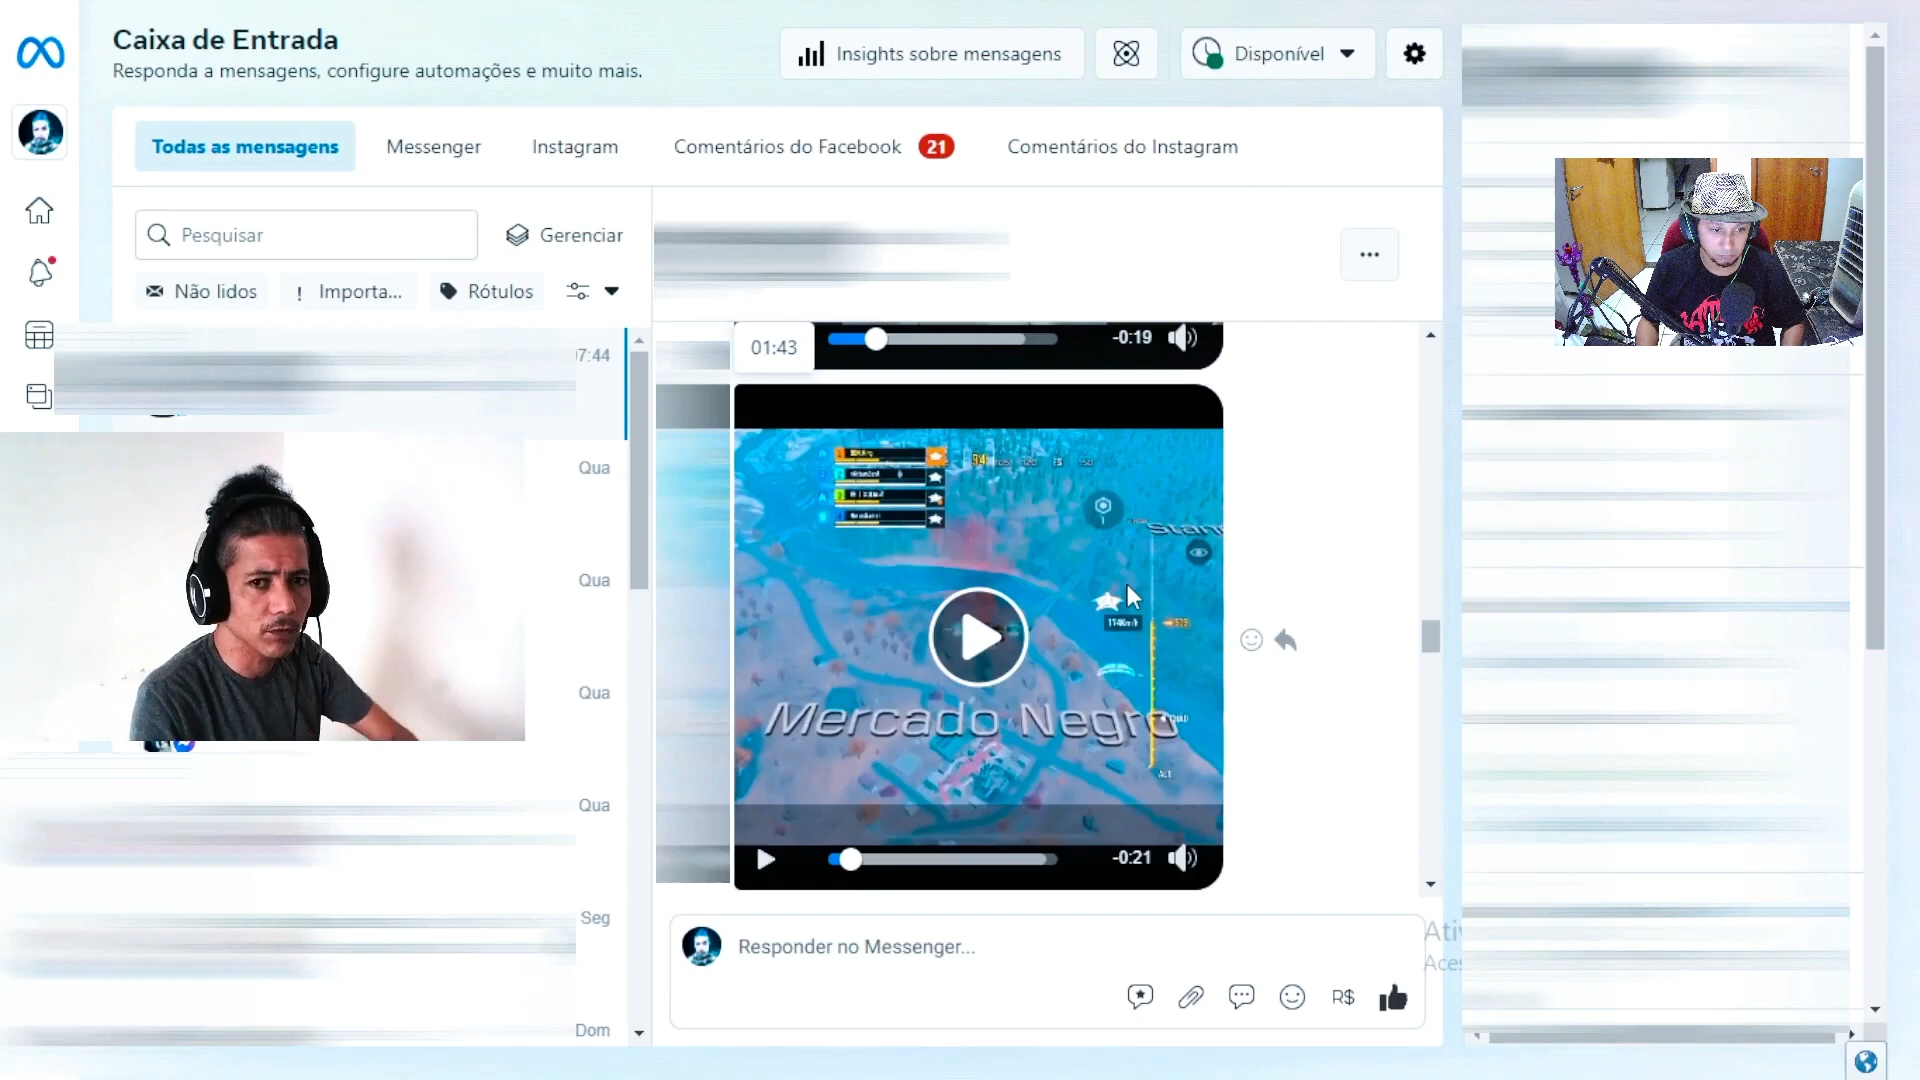 Caixa de Entrada
Responda a mensagens, configure automações e muito mais.
Insights sobre mensagens
Disponível
Todas as mensagens
Messenger
Instagram
Comentários do Facebook
21
Comentários do Instagram
Pesquisar
Gerenciar
Não lidos
! Importa...
Rótulos
7:44
Qua
Qua
Qua
Qua
Seg
Dom
01:43
-0:19
94
Mercado Negro
ALT
-0:21
Responder no Messenger...
R$